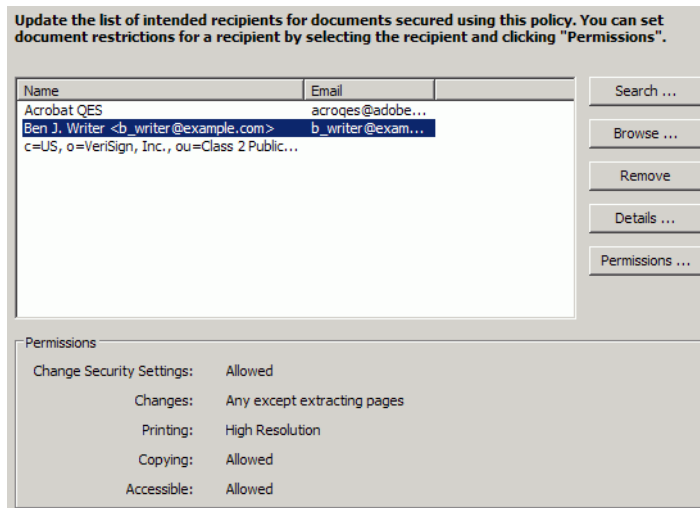 Update the list of intended recipients for documents secured using this policy. You can set
document restrictions for a recipient by selecting the recipient and clicking "Permissions".
Name Email
Search ...
Acrobat QES acroqes@adobe...
Ben J. Writer <b_writer@example.com> b_writer@exam...
Browse ...
c=US, o=VeriSign, Inc., ou=Class 2 Public...
Remove
Details ...
Permissions ...
Permissions
Change Security Settings: Allowed
Changes: Any except extracting pages
Printing: High Resolution
Copying: Allowed
Accessible: Allowed